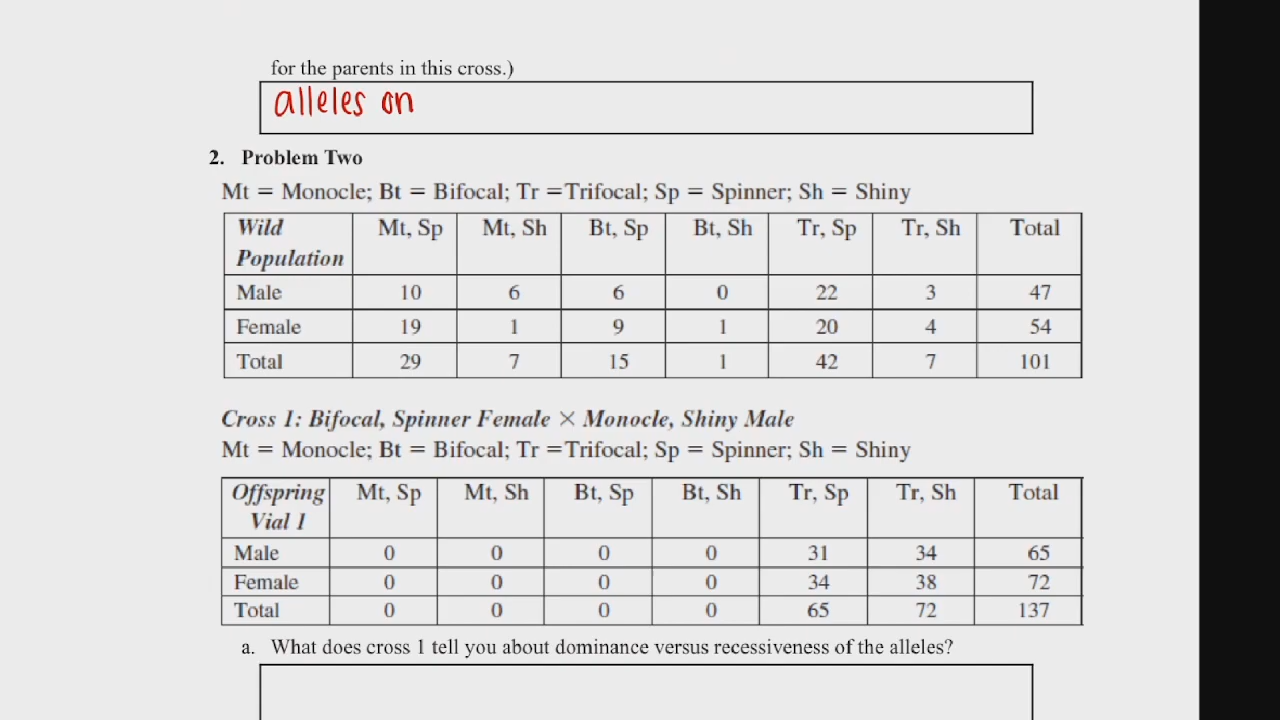 for the parents in this cross.)
alleles on
2. Problem Two
Mt = Monocle; Bt = Bifocal; Tr =Trifocal; Sp = Spinner; Sh = Shiny
Wild Population Mt, Sp Mt, Sh Bt, Sp Bt, Sh Tr, Sp Tr, Sh Total
Male 10 6 6 0 22 3 47
Female 19 1 9 1 20 4 54
Total 29 7 15 1 42 7 101
Cross 1: Bifocal, Spinner Female × Monocle, Shiny Male
Mt = Monocle; Bt = Bifocal; Tr =Trifocal; Sp = Spinner; Sh = Shiny
Offspring Vial 1 Mt, Sp Mt, Sh Bt, Sp Bt, Sh Tr, Sp Tr, Sh Total
Male 0 0 0 0 31 34 65
Female 0 0 0 0 34 38 72
Total 0 0 0 0 65 72 137
a. What does cross 1 tell you about dominance versus recessiveness of the alleles?